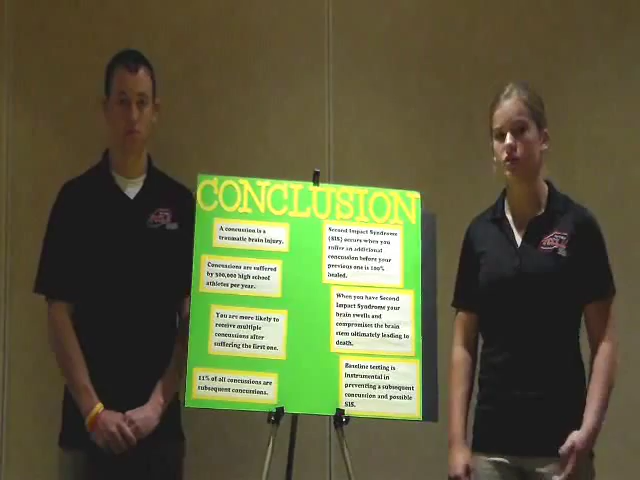 CONCLUSION
A concussion is a
traumatic brain injury.
Concussions are suffered
by 300,000 high school
athletes per year.
You are more likely to
receive multiple
concussions after
suffering the first one.
11% of all concussions are
subsequent concussions.
Second Impact Syndrome
(SIS) occurs when you
suffer an additional
concussion before your
previous one is 100%
healed.
When you have Second
Impact Syndrome your
brain swells and
compromises the brain
stem ultimately leading to
death.
Baseline testing is
instrumental in
preventing a subsequent
concussion and possible
SIS.